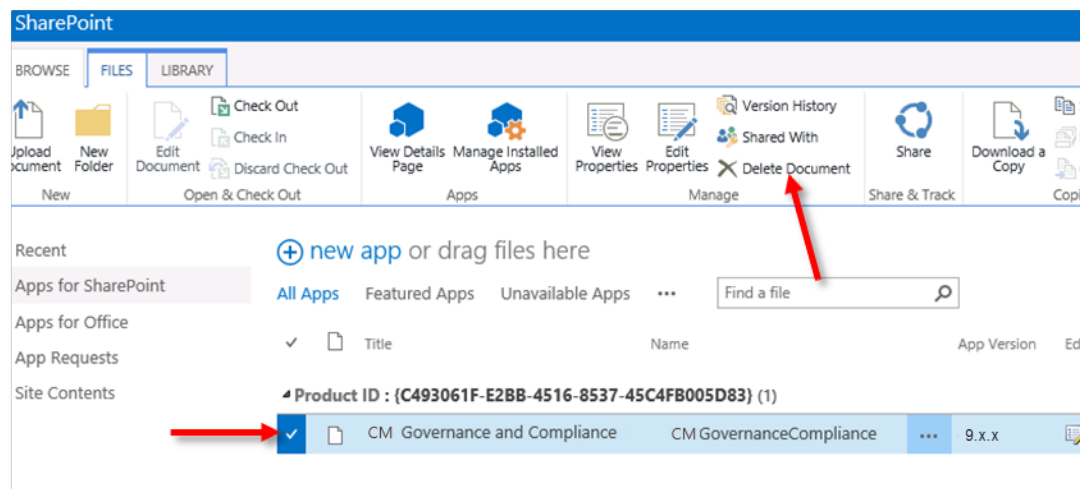 SharePoint
BROWSE FILES LIBRARY
Upload Document
New Folder
Edit Document
Check Out
Check In
Discard Check Out
View Details Page
Manage Installed Apps
View Properties
Edit Properties
Version History
Shared With
Delete Document
Share
Download a Copy
New
Open & Check Out
Apps
Manage
Share & Track
Recent
Apps for SharePoint
Apps for Office
App Requests
Site Contents
new app or drag files here
All Apps Featured Apps Unavailable Apps ••• Find a file
Title Name App Version
Product ID : {C493061F-E2BB-4516-8537-45C4FB005D83} (1)
CM Governance and Compliance CM GovernanceCompliance ••• 9.x.x